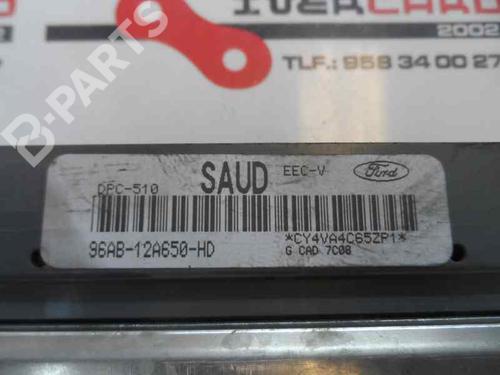 2002
TLF.: 958 34 00 27
B-PARTS
DPC-510 SAUD EEC-V Ford
96AB-12A650-HD *CY4VA4C65ZP1*
G CAD 7C08